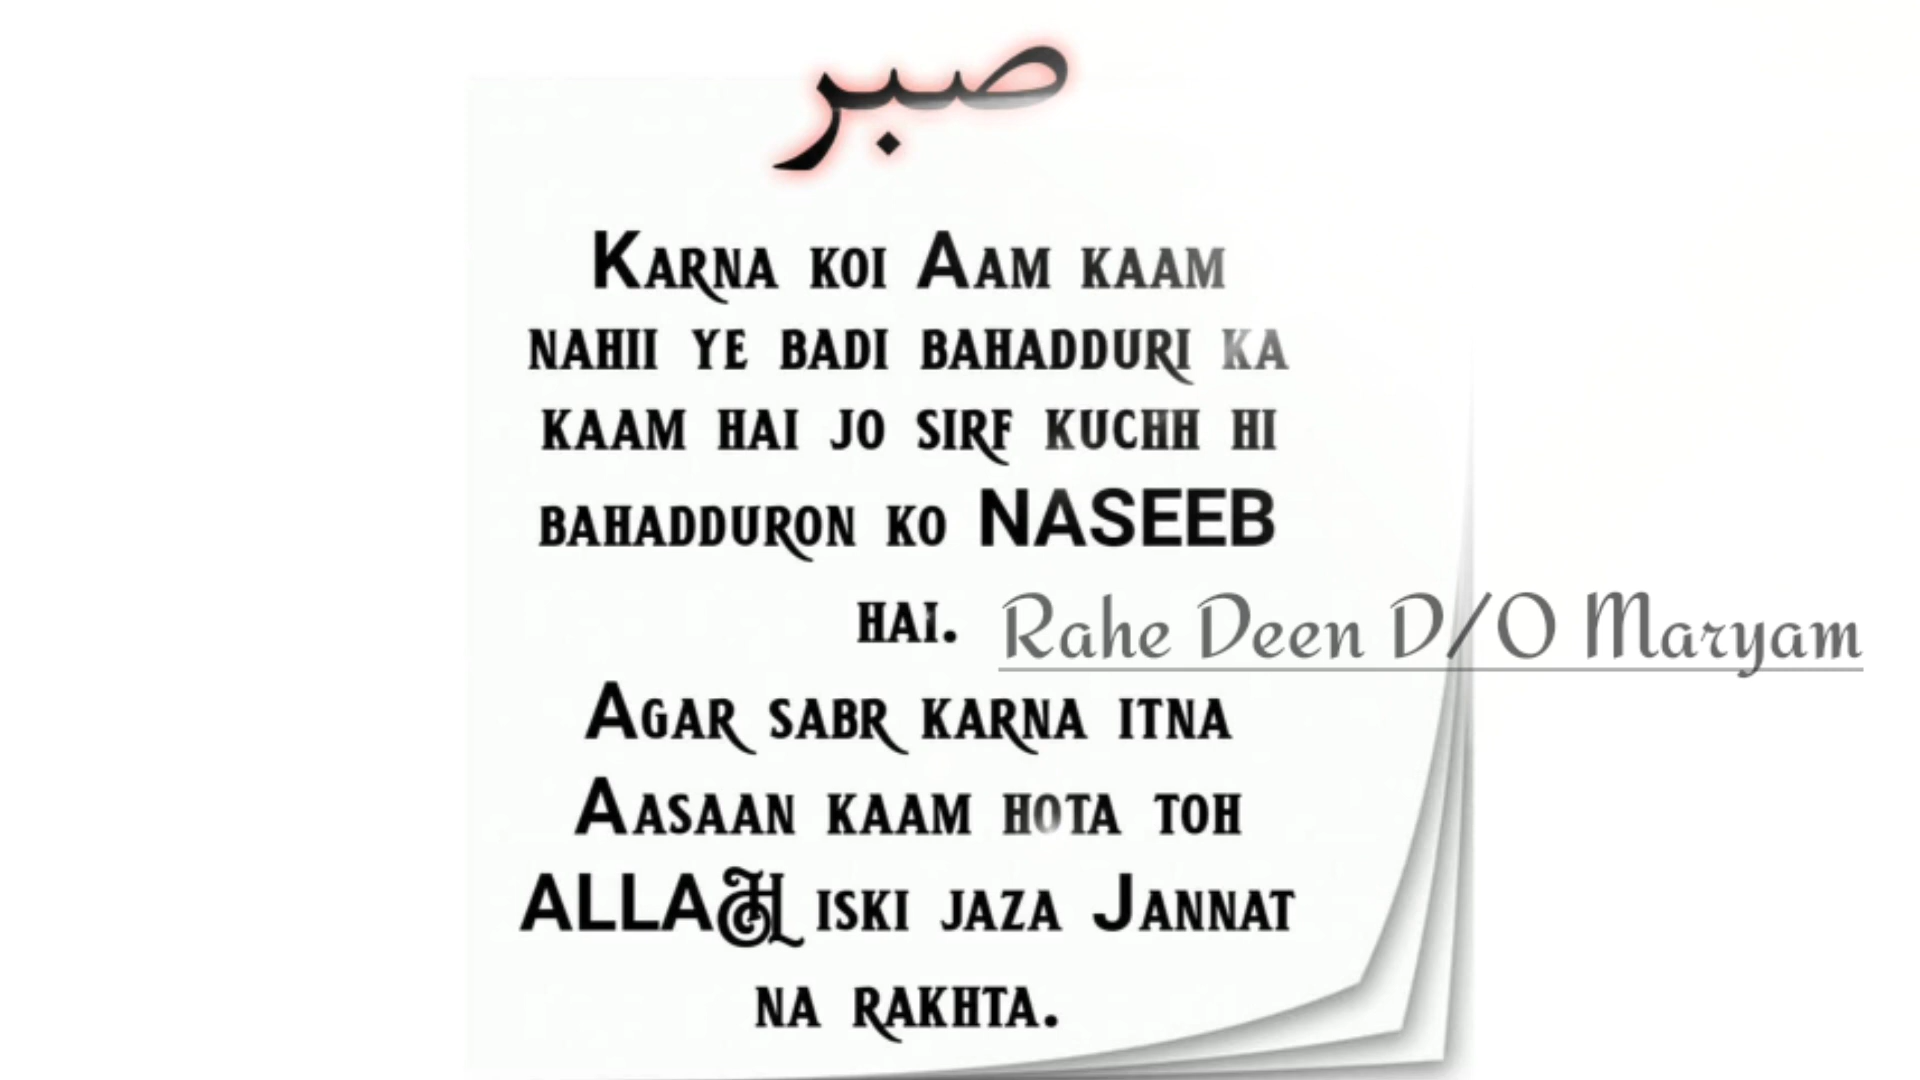 صبر
Karna koi Aam kaam
nahii ye badi bahadduri ka
kaam hai jo sirf kuchh hi
bahadduron ko NASEEB
hai.
Rahe Deen D/O Maryam
Agar sabr karna itna
Aasaan kaam hota toh
ALLAH iski jaza Jannat
na rakhta.